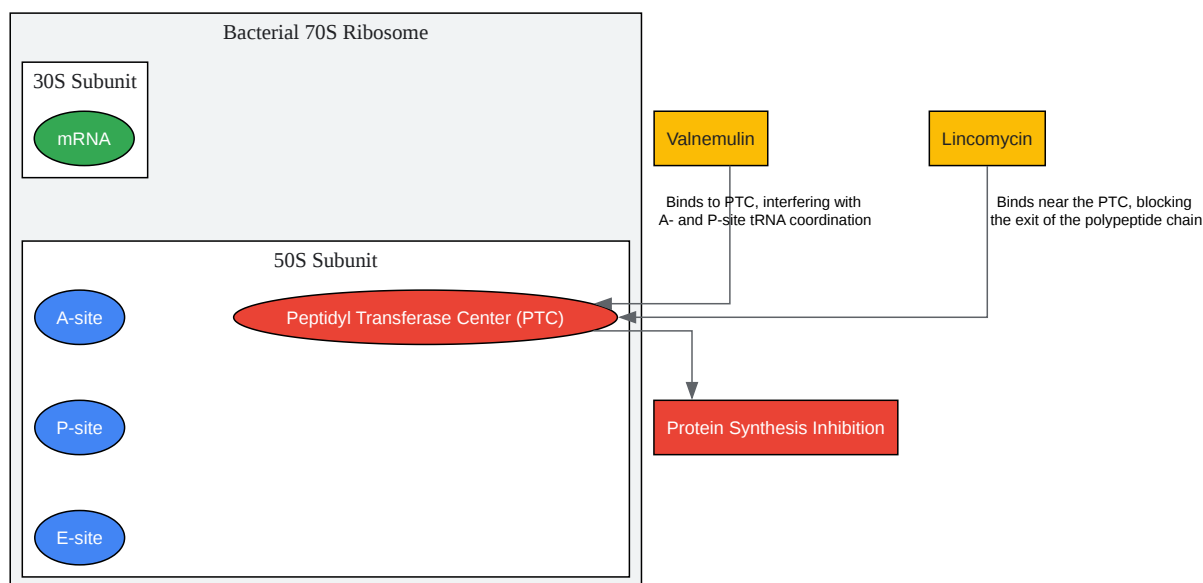 Bacterial 70S Ribosome
30S Subunit
mRNA
Valnemulin
Lincomycin
Binds to PTC, interfering with
A- and P-site tRNA coordination
Binds near the PTC, blocking
the exit of the polypeptide chain
50S Subunit
A-site
Peptidyl Transferase Center (PTC)
P-site
Protein Synthesis Inhibition
E-site